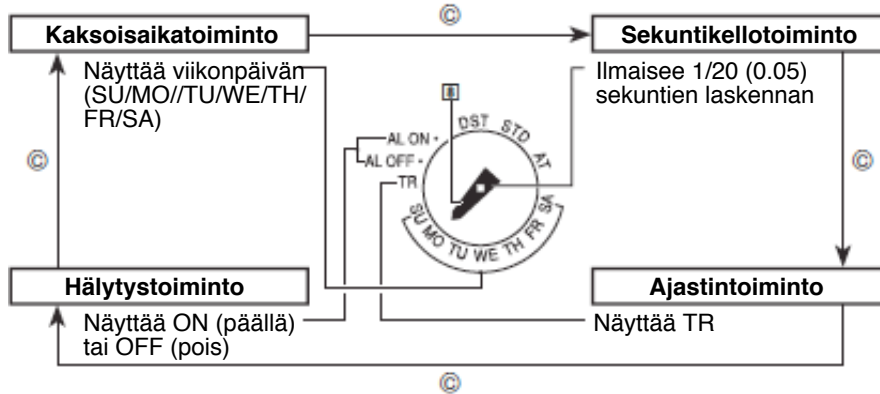 ©
Kaksoisaikatoiminto
Sekuntikellotoiminto
Näyttää viikonpäivän
(SU/MO//TU/WE/TH/
FR/SA)
Ilmaisee 1/20 (0.05)
sekuntien laskennan
DST STD AT
AL ON
AL OFF
TR
©
©
SU MO TU WE TH FR SA
Hälytystoiminto
Ajastintoiminto
Näyttää ON (päällä)
tai OFF (pois)
Näyttää TR
©